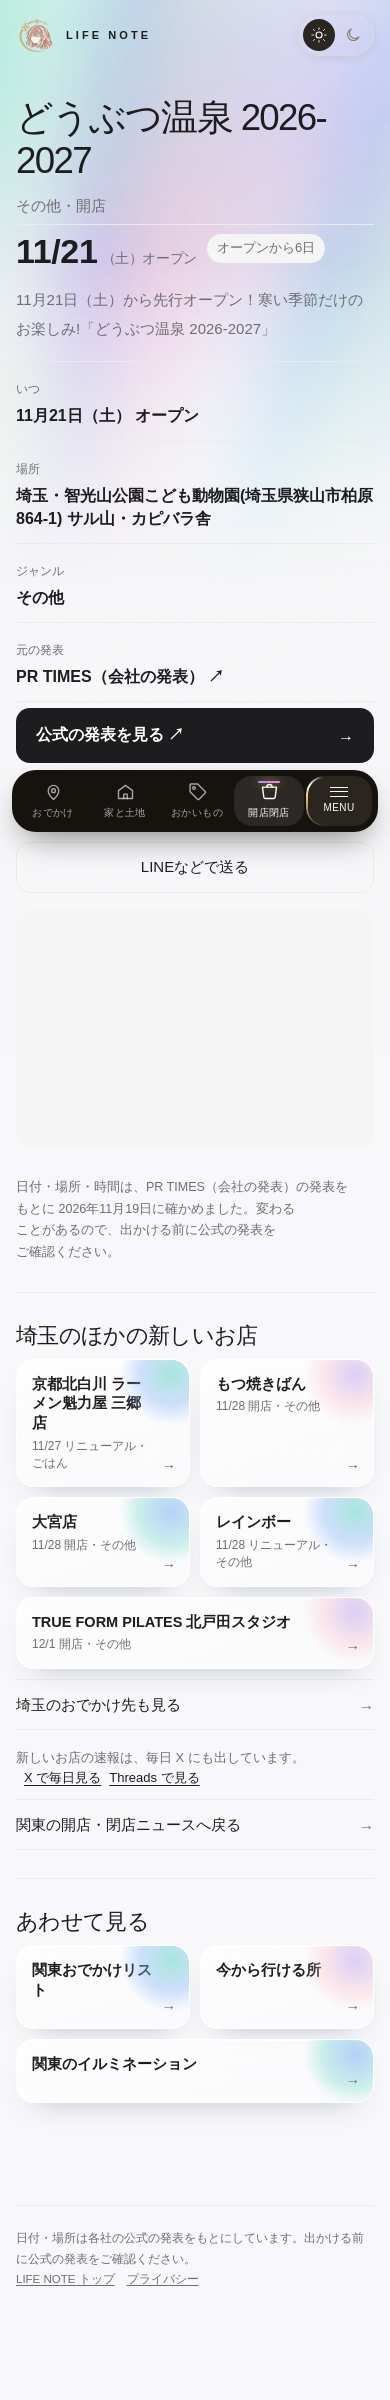 LIFE NOTE
どうぶつ温泉 2026-
2027
その他・開店
11/21 （土）オープン オープンから6日
11月21日（土）から先行オープン！寒い季節だけの
お楽しみ!「どうぶつ温泉 2026-2027」
いつ
11月21日（土） オープン
場所
埼玉・智光山公園こども動物園(埼玉県狭山市柏原
864-1) サル山・カピバラ舎
ジャンル
その他
元の発表
PR TIMES（会社の発表） ↗
公式の発表を見る ↗ →
おでかけ 家と土地 おかいもの 開店閉店 MENU
LINEなどで送る
日付・場所・時間は、PR TIMES（会社の発表）の発表を
もとに 2026年11月19日に確かめました。変わる
ことがあるので、出かける前に公式の発表を
ご確認ください。
埼玉のほかの新しいお店
京都北白川 ラー
メン魁力屋 三郷
店
11/27 リニューアル・
ごはん →
もつ焼きばん
11/28 開店・その他
→
大宮店
11/28 開店・その他
→
レインボー
11/28 リニューアル・
その他 →
TRUE FORM PILATES 北戸田スタジオ
12/1 開店・その他 →
埼玉のおでかけ先も見る →
新しいお店の速報は、毎日 X にも出しています。
X で毎日見る Threads で見る
関東の開店・閉店ニュースへ戻る →
あわせて見る
関東おでかけリス
ト →
今から行ける所
→
関東のイルミネーション
→
日付・場所は各社の公式の発表をもとにしています。出かける前
に公式の発表をご確認ください。
LIFE NOTE トップ プライバシー